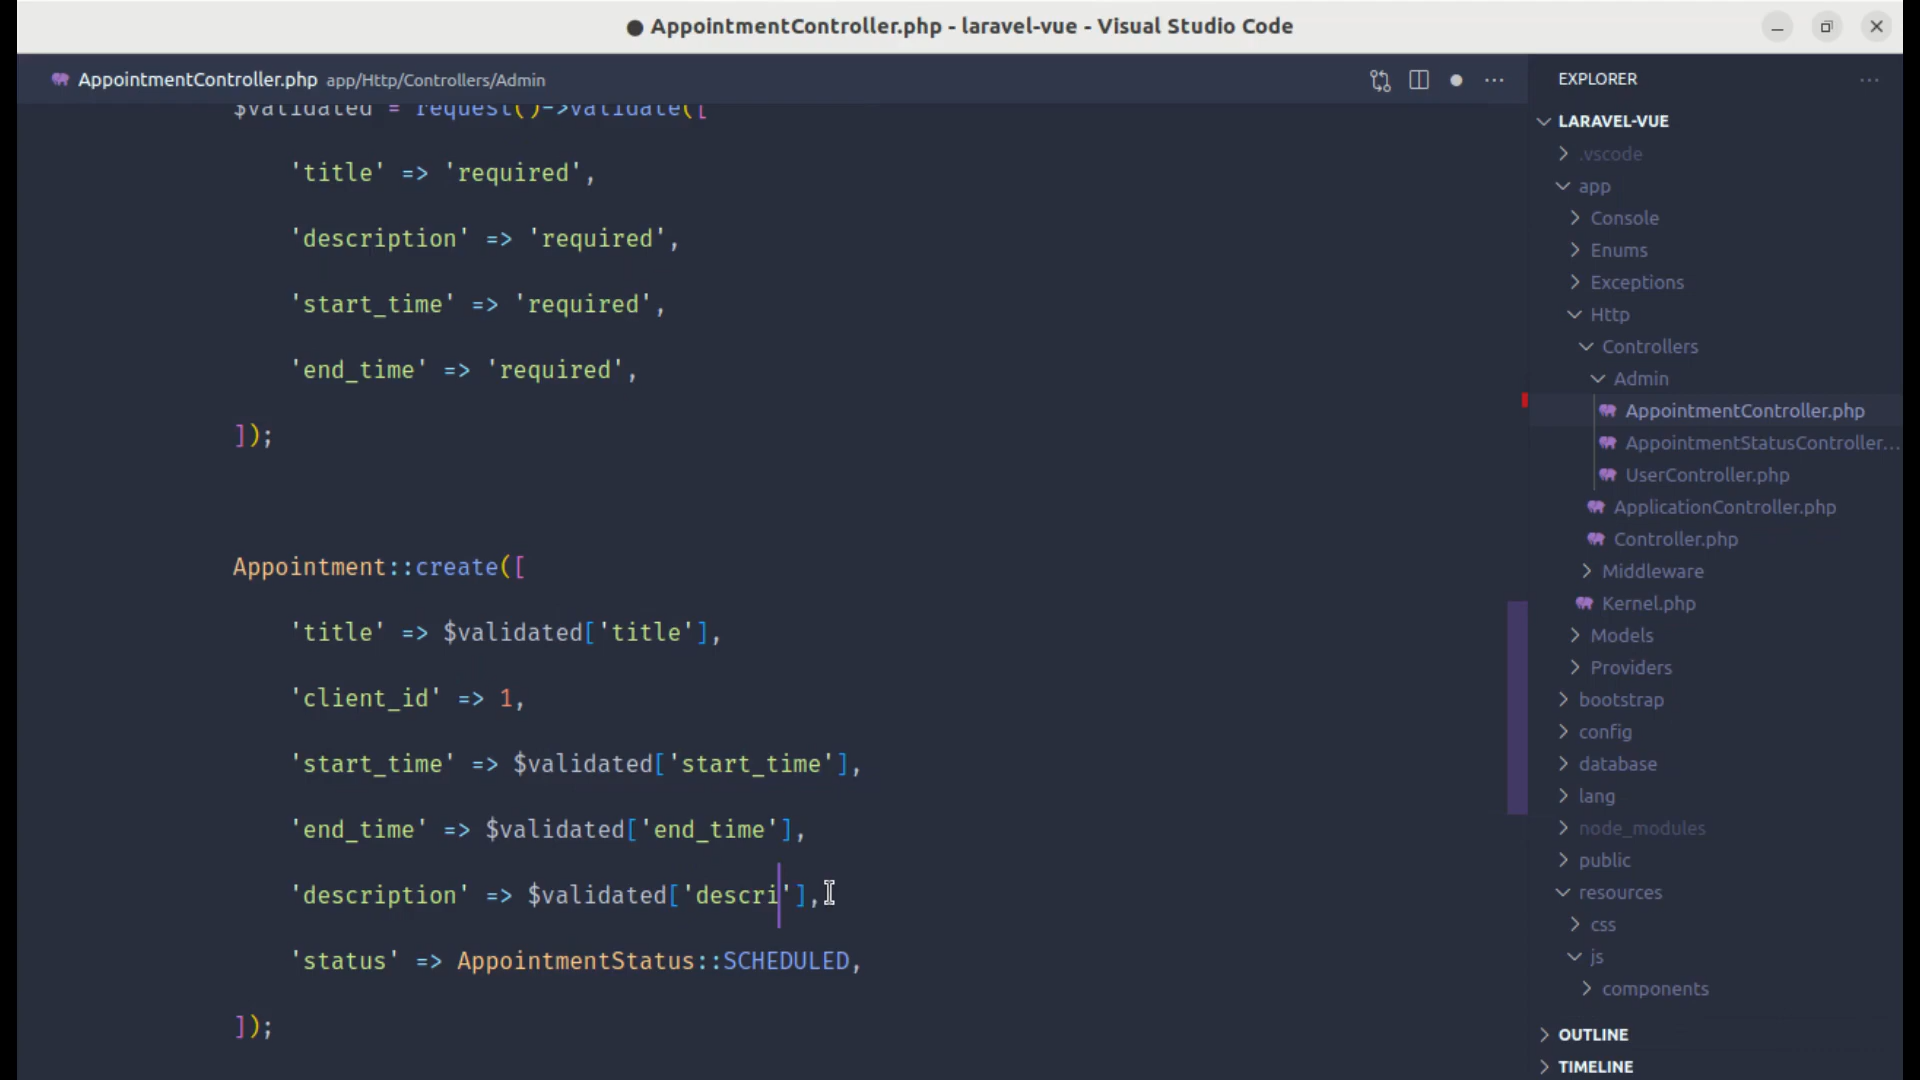 AppointmentController.php - laravel-vue - Visual Studio Code
AppointmentController.php app/Http/Controllers/Admin
$validated = request()->validate([
'title' => 'required',
'description' => 'required',
'start_time' => 'required',
'end_time' => 'required',
]);
Appointment::create([
'title' => $validated['title'],
'client_id' => 1,
'start_time' => $validated['start_time'],
'end_time' => $validated['end_time'],
'description' => $validated['descri'],
'status' => AppointmentStatus::SCHEDULED,
]);
EXPLORER
LARAVEL-VUE
.vscode
app
Console
Enums
Exceptions
Http
Controllers
Admin
AppointmentController.php
AppointmentStatusController...
UserController.php
ApplicationController.php
Controller.php
Middleware
Kernel.php
Models
Providers
bootstrap
config
database
lang
node_modules
public
resources
css
js
components
OUTLINE
TIMELINE